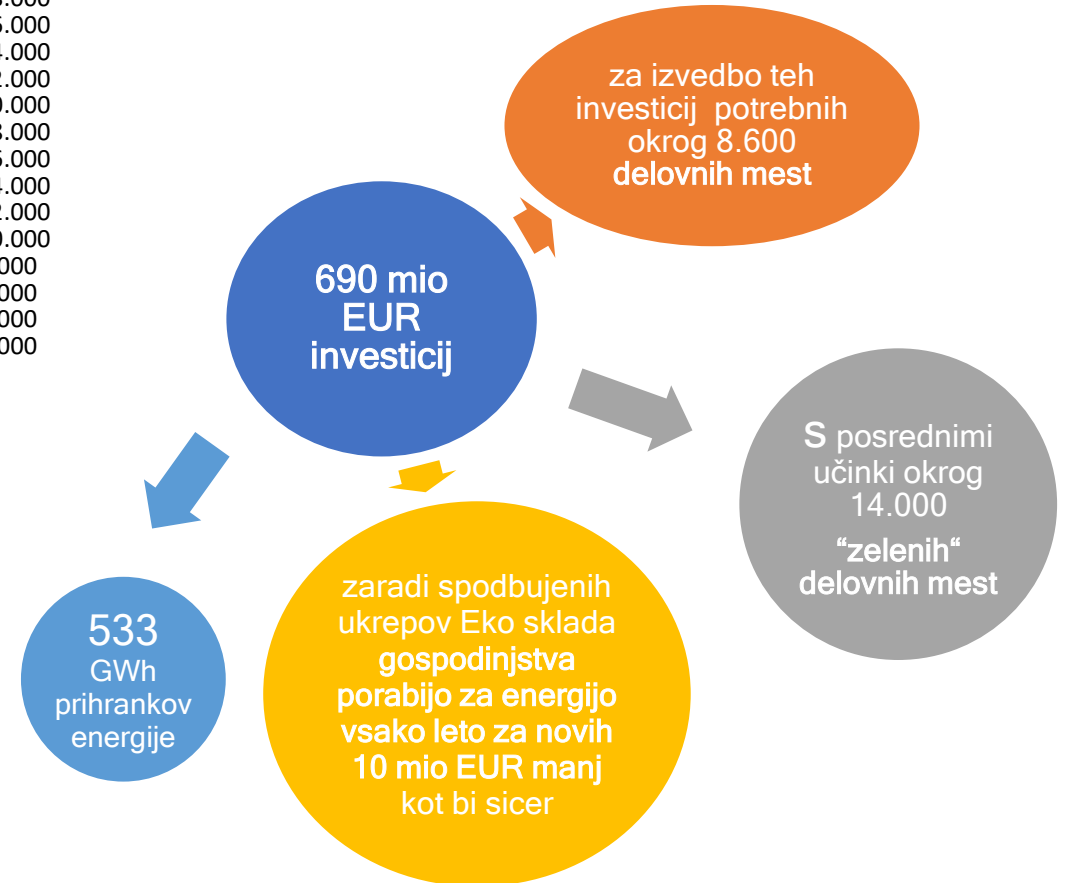 za izvedbo teh
investicij potrebnih
okrog 8.600
delovnih mest
690 mio
EUR
investicij
S posrednimi
učinki okrog
14.000
“zelenih“
delovnih mest
zaradi spodbujenih
ukrepov Eko sklada
gospodinjstva
porabijo za energijo
vsako leto za novih
10 mio EUR manj
kot bi sicer
533
GWh
prihrankov
energije